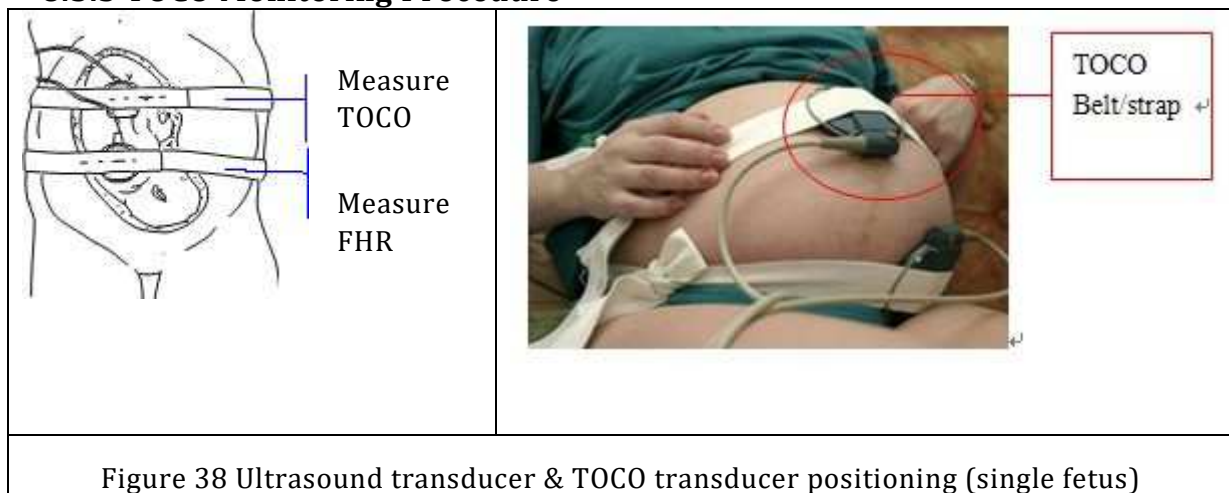 Measure
TOCO
Measure
FHR
TOCO
Belt/strap ↵
↵
Figure 38 Ultrasound transducer & TOCO transducer positioning (single fetus)